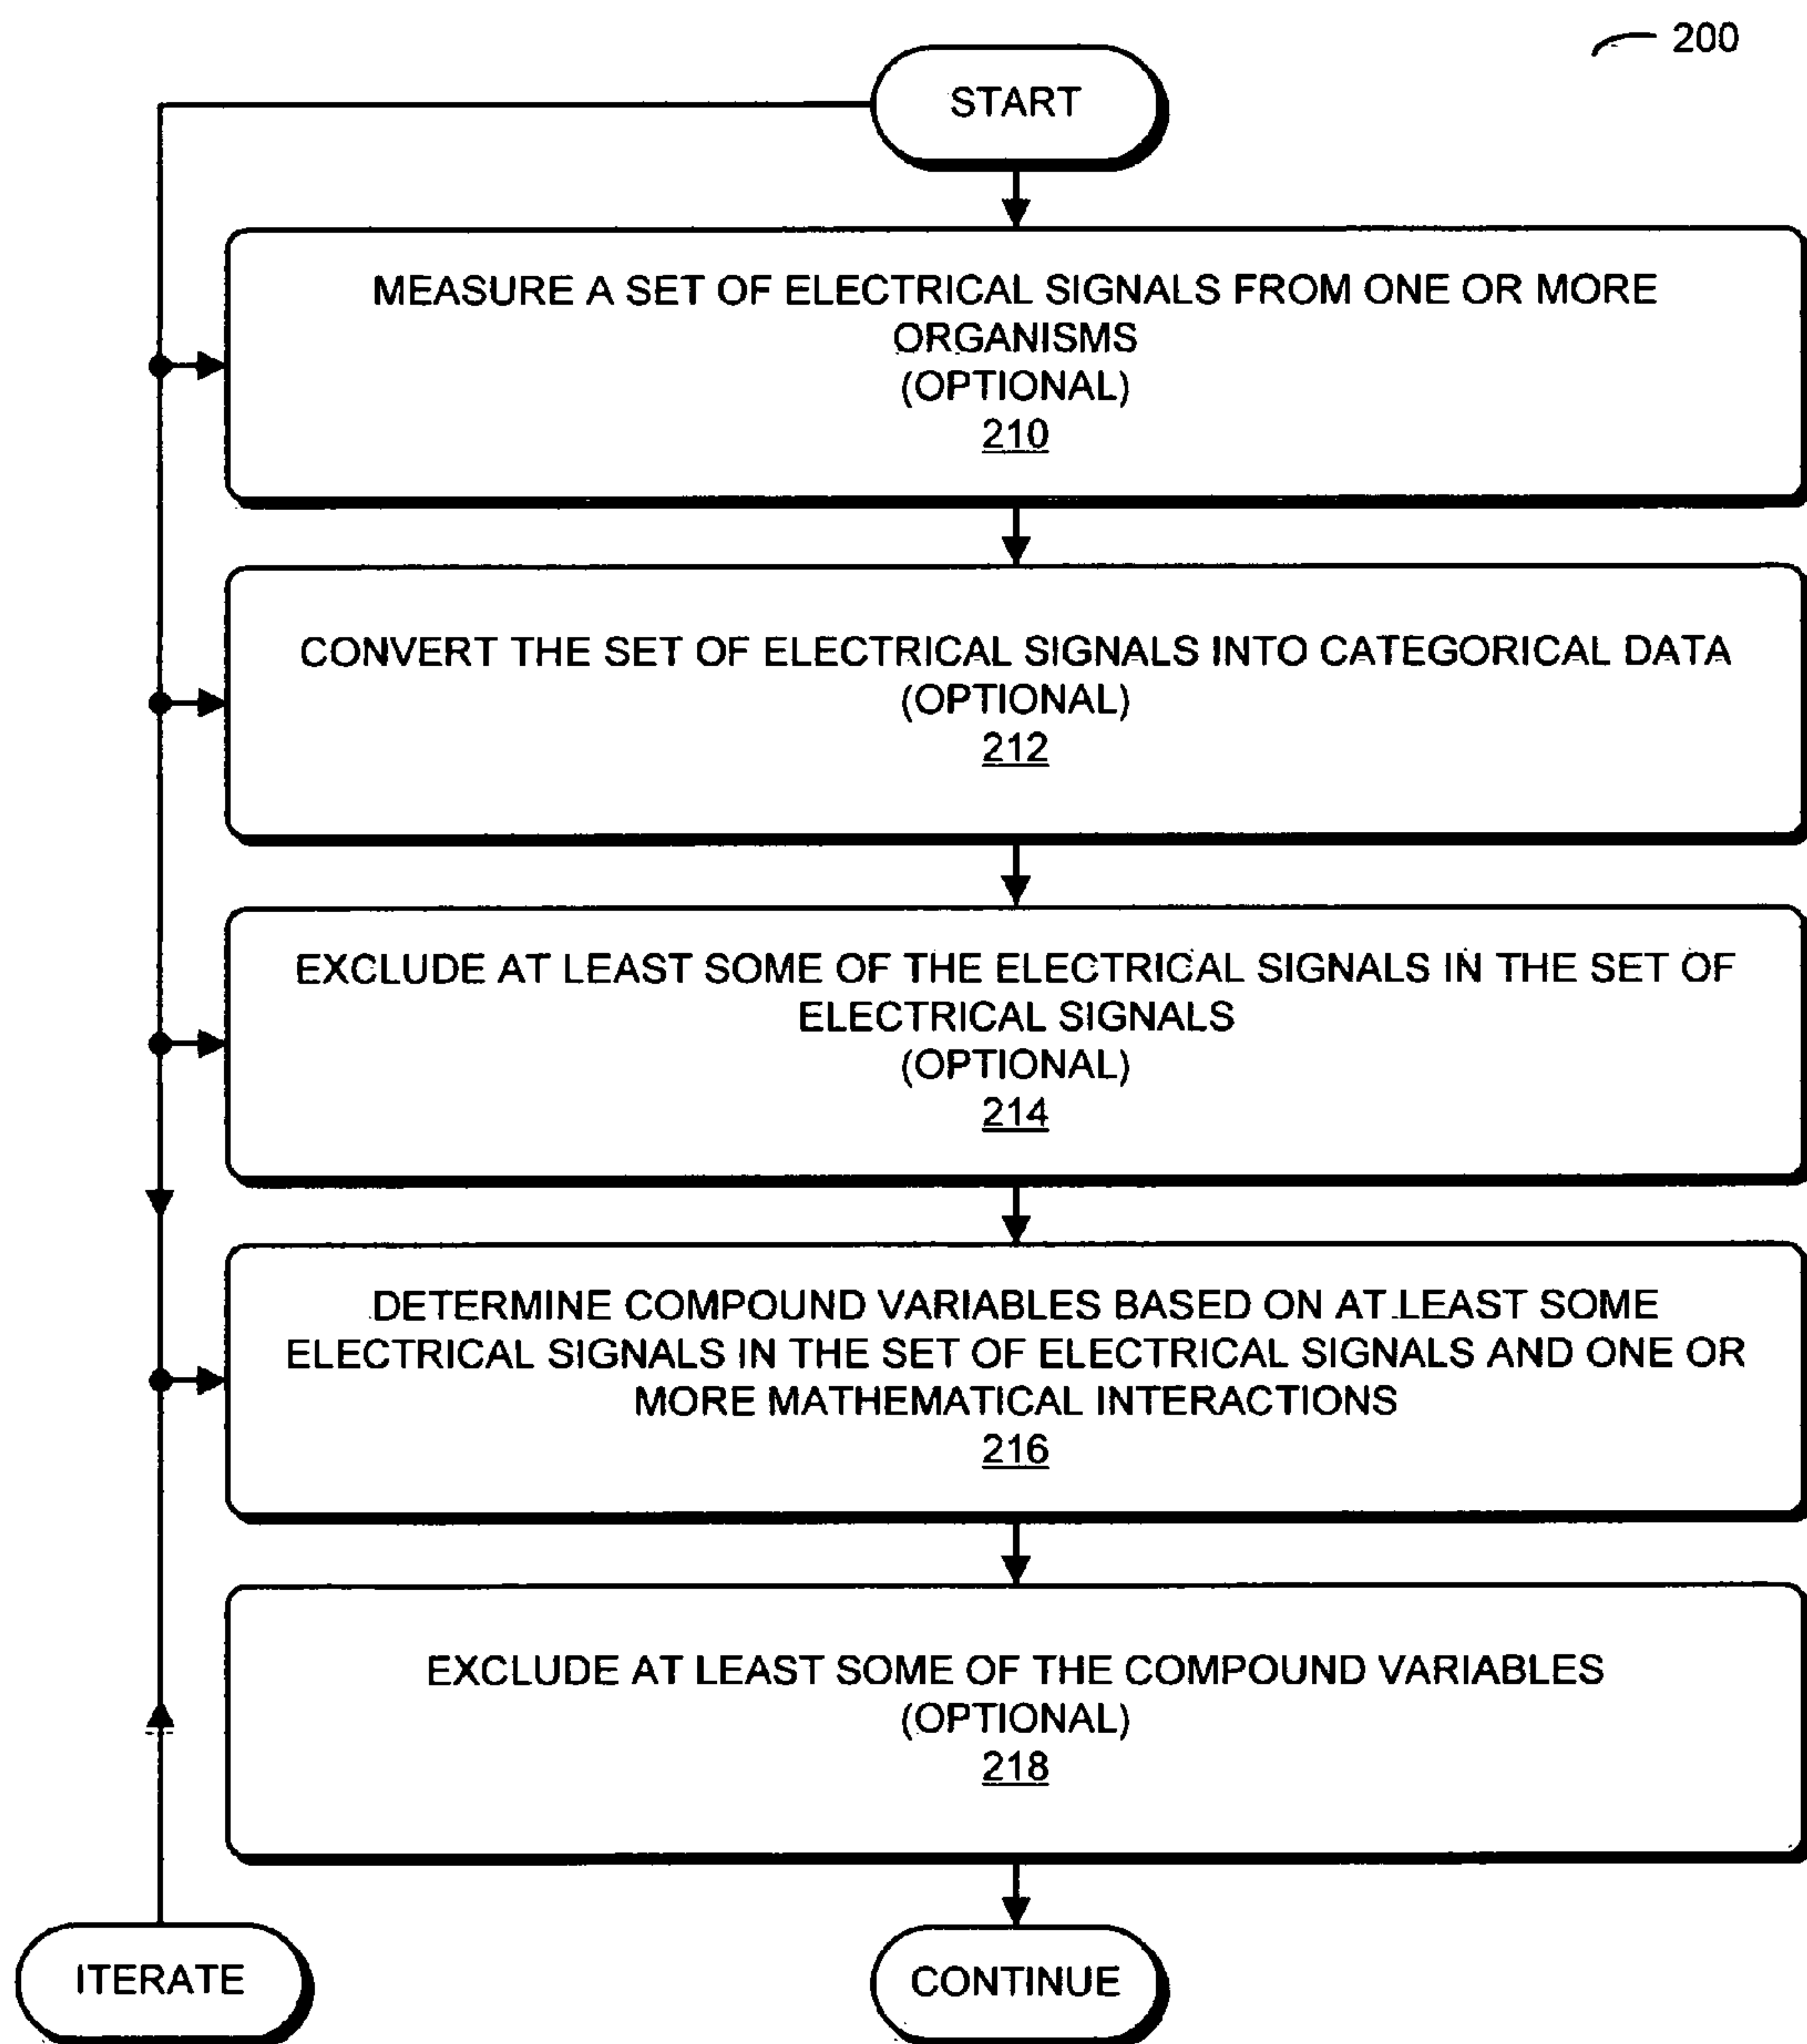 200
START
MEASURE A SET OF ELECTRICAL SIGNALS FROM ONE OR MORE
ORGANISMS
(OPTIONAL)
210
CONVERT THE SET OF ELECTRICAL SIGNALS INTO CATEGORICAL DATA
(OPTIONAL)
212
EXCLUDE AT LEAST SOME OF THE ELECTRICAL SIGNALS IN THE SET OF
ELECTRICAL SIGNALS
(OPTIONAL)
214
DETERMINE COMPOUND VARIABLES BASED ON AT LEAST SOME
ELECTRICAL SIGNALS IN THE SET OF ELECTRICAL SIGNALS AND ONE OR
MORE MATHEMATICAL INTERACTIONS
216
EXCLUDE AT LEAST SOME OF THE COMPOUND VARIABLES
(OPTIONAL)
218
ITERATE
CONTINUE